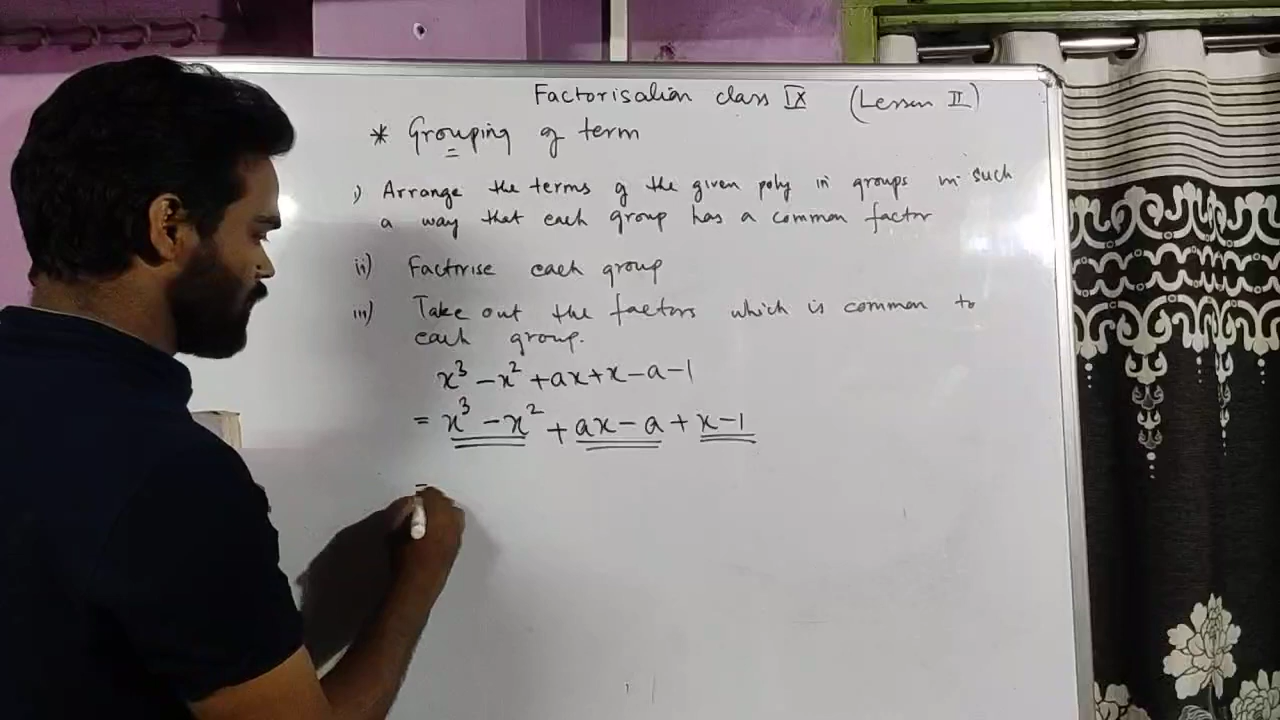 Factorisation class IX (Lesson II)
* Grouping of term
i) Arrange the terms of the given poly in groups in such
a way that each group has a common factor
ii) Factorise each group
iii) Take out the factors which is common to
each group.
x³ - x² + ax + x - a - 1
= x³ - x² + ax - a + x - 1
=